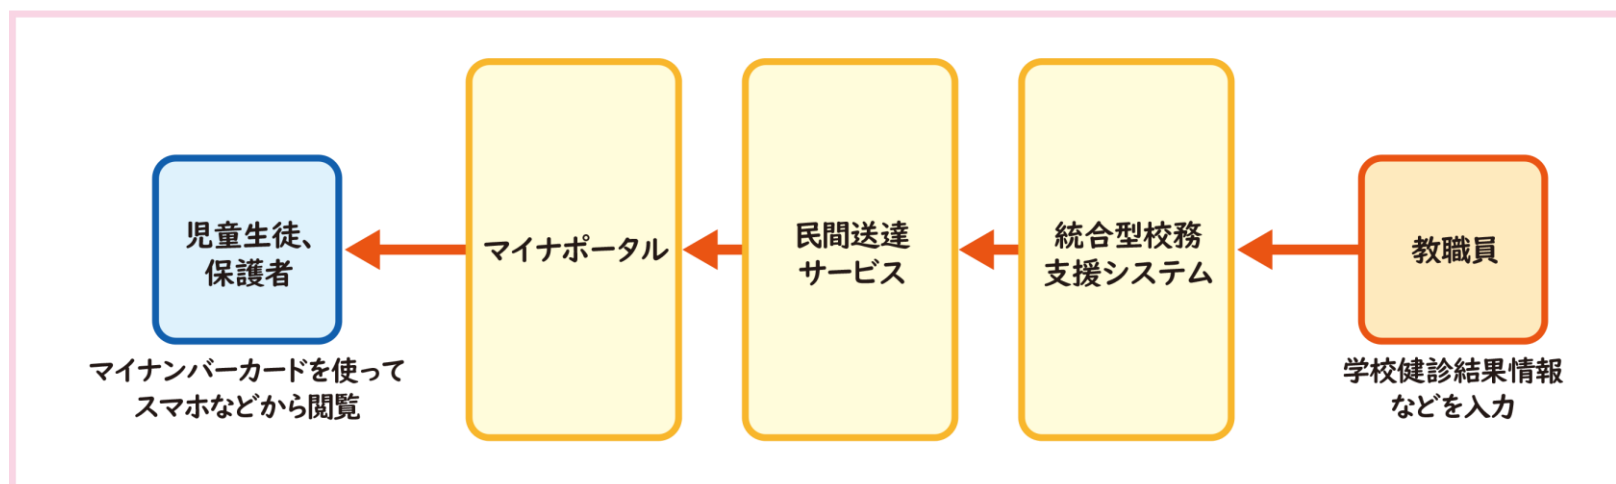 児童生徒、
保護者
マイナンバーカードを使って
スマホなどから閲覧
マイナポータル
民間送達
サービス
統合型校務
支援システム
教職員
学校健診結果情報
などを入力